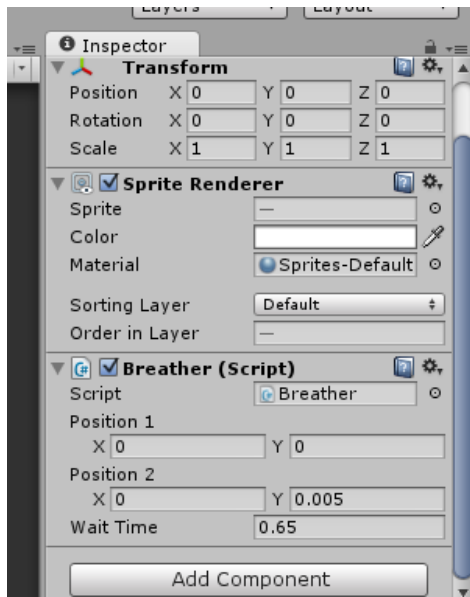 Layers Layout
Inspector
Transform
Position X 0 Y 0 Z 0
Rotation X 0 Y 0 Z 0
Scale X 1 Y 1 Z 1
Sprite Renderer
Sprite —
Color
Material Sprites-Default
Sorting Layer Default
Order in Layer —
Breather (Script)
Script Breather
Position 1
X 0 Y 0
Position 2
X 0 Y 0.005
Wait Time 0.65
Add Component